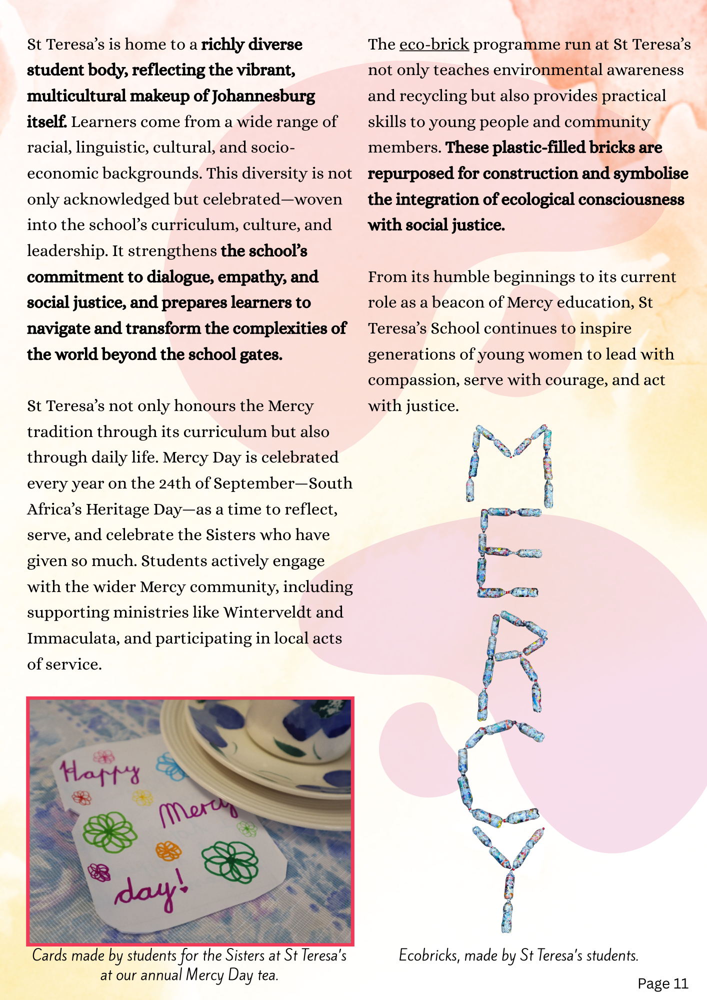 St Teresa’s is home to a richly diverse
student body, reflecting the vibrant,
multicultural makeup of Johannesburg
itself. Learners come from a wide range of
racial, linguistic, cultural, and socio-
economic backgrounds. This diversity is not
only acknowledged but celebrated—woven
into the school’s curriculum, culture, and
leadership. It strengthens the school’s
commitment to dialogue, empathy, and
social justice, and prepares learners to
navigate and transform the complexities of
the world beyond the school gates.
St Teresa’s not only honours the Mercy
tradition through its curriculum but also
through daily life. Mercy Day is celebrated
every year on the 24th of September—South
Africa’s Heritage Day—as a time to reflect,
serve, and celebrate the Sisters who have
given so much. Students actively engage
with the wider Mercy community, including
supporting ministries like Winterveldt and
Immaculata, and participating in local acts
of service.
Happy
Mercy
day!
Cards made by students for the Sisters at St Teresa's
at our annual Mercy Day tea.
The eco-brick programme run at St Teresa’s
not only teaches environmental awareness
and recycling but also provides practical
skills to young people and community
members. These plastic-filled bricks are
repurposed for construction and symbolise
the integration of ecological consciousness
with social justice.
From its humble beginnings to its current
role as a beacon of Mercy education, St
Teresa’s School continues to inspire
generations of young women to lead with
compassion, serve with courage, and act
with justice.
M
E
R
C
Y
Ecobricks, made by St Teresa's students.
Page 11